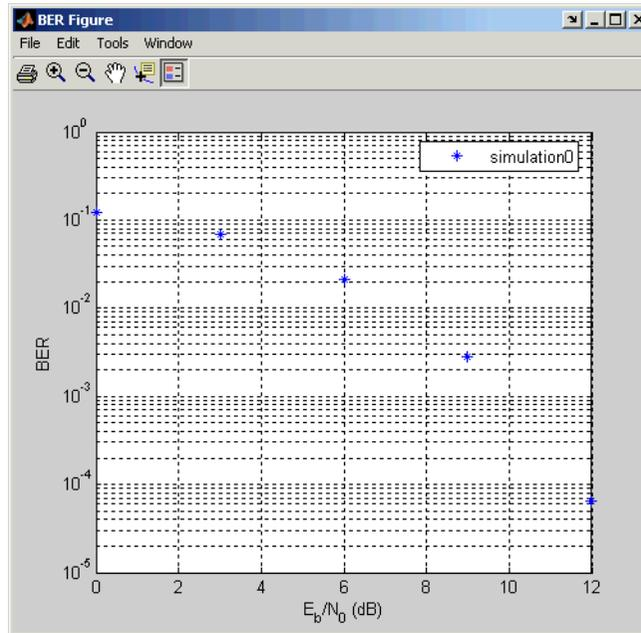 BER Figure
File Edit Tools Window
10^0
simulation0
10^-1
10^-2
10^-3
10^-4
10^-5
BER
0 2 4 6 8 10 12
E_b/N_0 (dB)